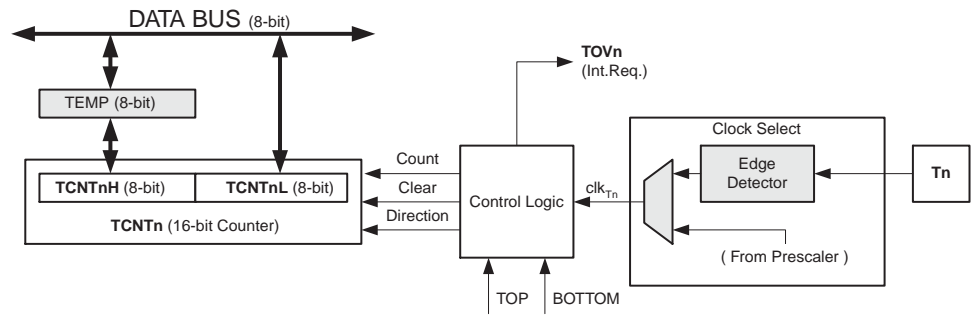 DATA BUS (8-bit)
TOVn
(Int.Req.)
TEMP (8-bit)
Clock Select
Count
Edge
Detector
Tn
TCNTnH (8-bit) TCNTnL (8-bit)
Clear
Control Logic
clkTn
TCNTn (16-bit Counter)
Direction
( From Prescaler )
TOP
BOTTOM